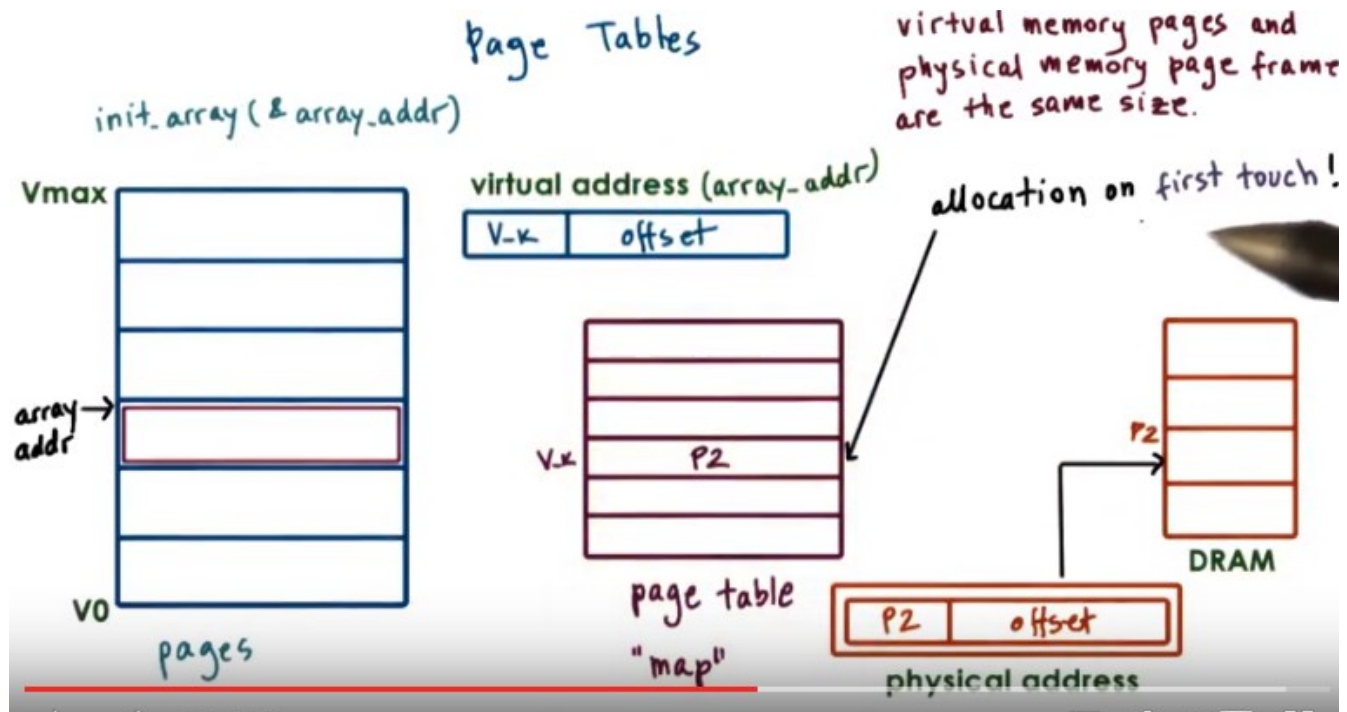 Page Tables
virtual memory pages and
physical memory page frame
are the same size.
init_array (& array_addr)
Vmax
virtual address (array_addr)
V_k offset
allocation on first touch!
array
addr
V_k P2
P2
DRAM
V0
pages
page table
"map"
P2 offset
physical address